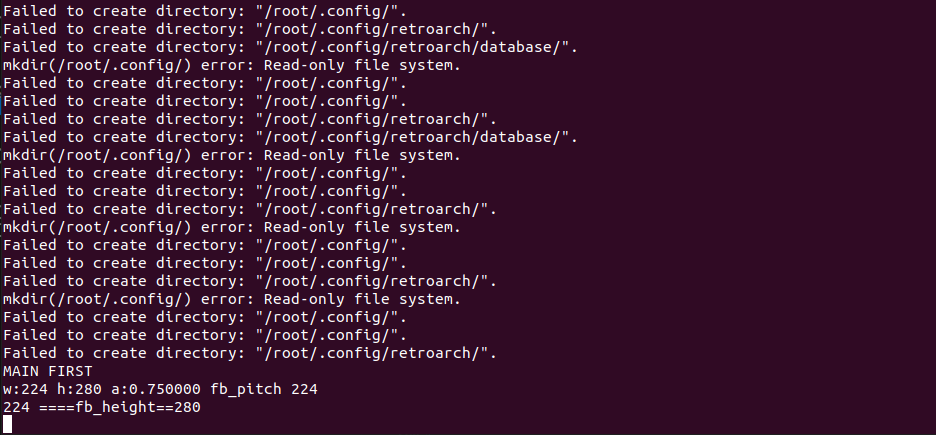 Failed to create directory: "/root/.config/".
Failed to create directory: "/root/.config/retroarch/".
Failed to create directory: "/root/.config/retroarch/database/".
mkdir(/root/.config/) error: Read-only file system.
Failed to create directory: "/root/.config/".
Failed to create directory: "/root/.config/".
Failed to create directory: "/root/.config/retroarch/".
Failed to create directory: "/root/.config/retroarch/database/".
mkdir(/root/.config/) error: Read-only file system.
Failed to create directory: "/root/.config/".
Failed to create directory: "/root/.config/".
Failed to create directory: "/root/.config/retroarch/".
mkdir(/root/.config/) error: Read-only file system.
Failed to create directory: "/root/.config/".
Failed to create directory: "/root/.config/".
Failed to create directory: "/root/.config/retroarch/".
mkdir(/root/.config/) error: Read-only file system.
Failed to create directory: "/root/.config/".
Failed to create directory: "/root/.config/".
Failed to create directory: "/root/.config/retroarch/".
MAIN FIRST
w:224 h:280 a:0.750000 fb_pitch 224
224 ====fb_height==280